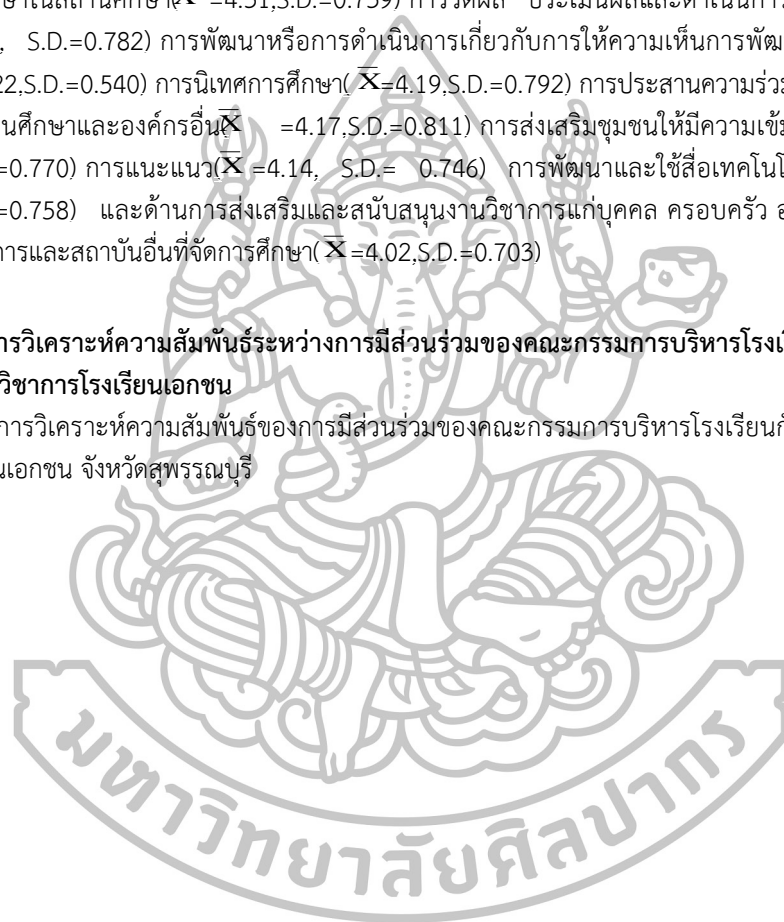 ษาในสถานศึกษา( X̄ =4.31,S.D.=0.759) การวัดผล ประเมินผลและดำเนินการ
, S.D.=0.782) การพัฒนาหรือการดำเนินการเกี่ยวกับการให้ความเห็นการพัฒ
22,S.D.=0.540) การนิเทศการศึกษา( X̄=4.19,S.D.=0.792) การประสานความร่วม
นศึกษาและองค์กรอื่น( X̄ =4.17,S.D.=0.811) การส่งเสริมชุมชนให้มีความเข้ม
=0.770) การแนะแนว(X̄ =4.14, S.D.= 0.746) การพัฒนาและใช้สื่อเทคโนโ
=0.758) และด้านการส่งเสริมและสนับสนุนงานวิชาการแก่บุคคล ครอบครัว อ
การและสถาบันอื่นที่จัดการศึกษา( X̄ =4.02,S.D.=0.703)
ารวิเคราะห์ความสัมพันธ์ระหว่างการมีส่วนร่วมของคณะกรรมการบริหารโรงเ
วิชาการโรงเรียนเอกชน
การวิเคราะห์ความสัมพันธ์ของการมีส่วนร่วมของคณะกรรมการบริหารโรงเรียนก
นเอกชน จังหวัดสุพรรณบุรี
มหาวิทยาลัยศิลปากร